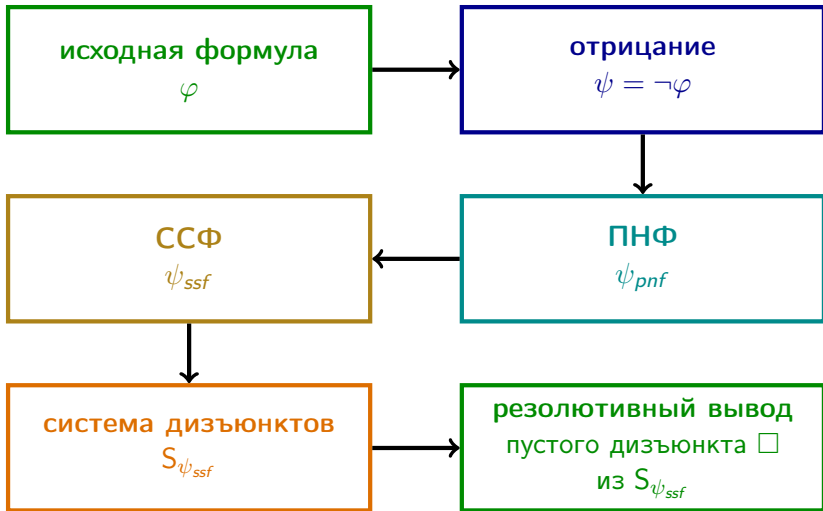 исходная формула
φ
отрицание
ψ = ¬φ
ПНФ
ψ_pnf
ССФ
ψ_ssf
система дизъюнктов
S_ψ_ssf
резолютивный вывод
пустого дизъюнкта □
из S_ψ_ssf